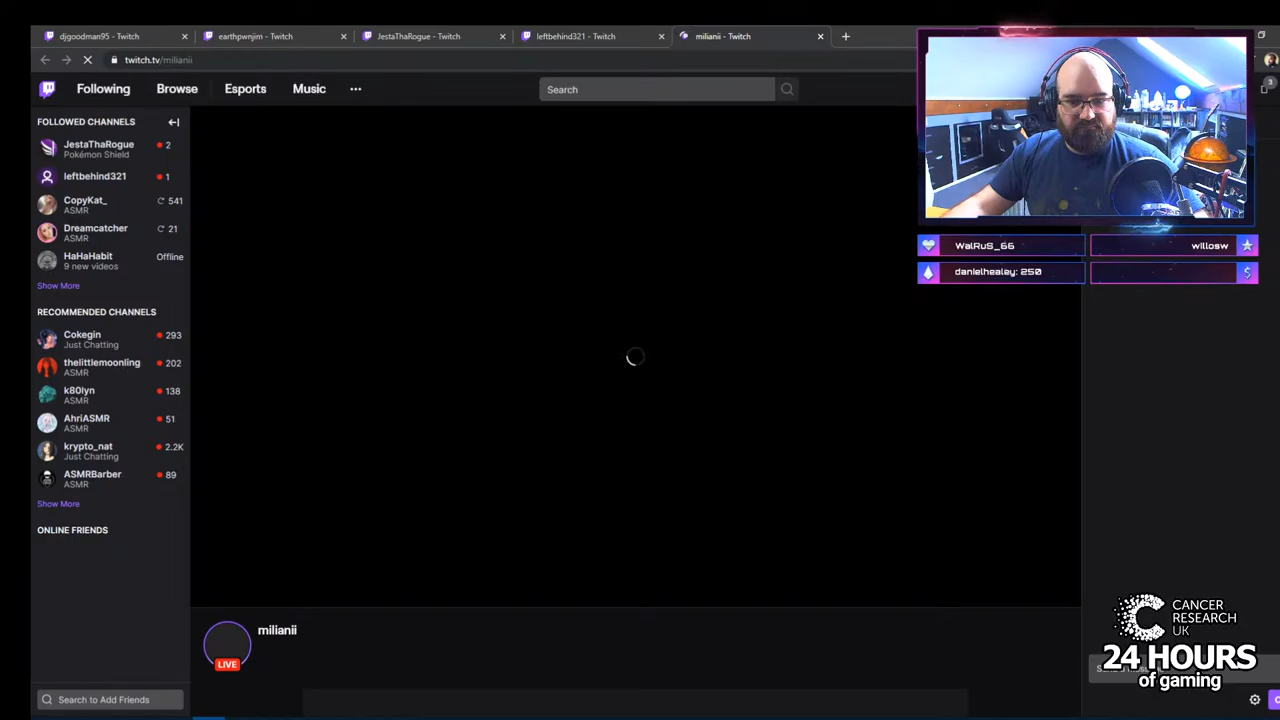 djgoodman95 - Twitch
earthpwnjim - Twitch
JestaThaRogue - Twitch
leftbehind321 - Twitch
milianii - Twitch
twitch.tv/milianii
3
Following
Browse
Esports
Music
Search
FOLLOWED CHANNELS
JestaThaRogue
2
Pokémon Shield
leftbehind321
1
CopyKat_
541
ASMR
Dreamcatcher
21
ASMR
HaHaHabit
Offline
9 new videos
Show More
RECOMMENDED CHANNELS
Cokegin
293
Just Chatting
thelittlemoonling
202
ASMR
k80lyn
138
ASMR
AhriASMR
51
ASMR
krypto_nat
2.2K
Just Chatting
ASMRBarber
89
ASMR
Show More
ONLINE FRIENDS
Search to Add Friends
WalRuS_66
willosw
danielhealey: 250
$
milianii
LIVE
CANCER
RESEARCH
UK
24 HOURS
of gaming